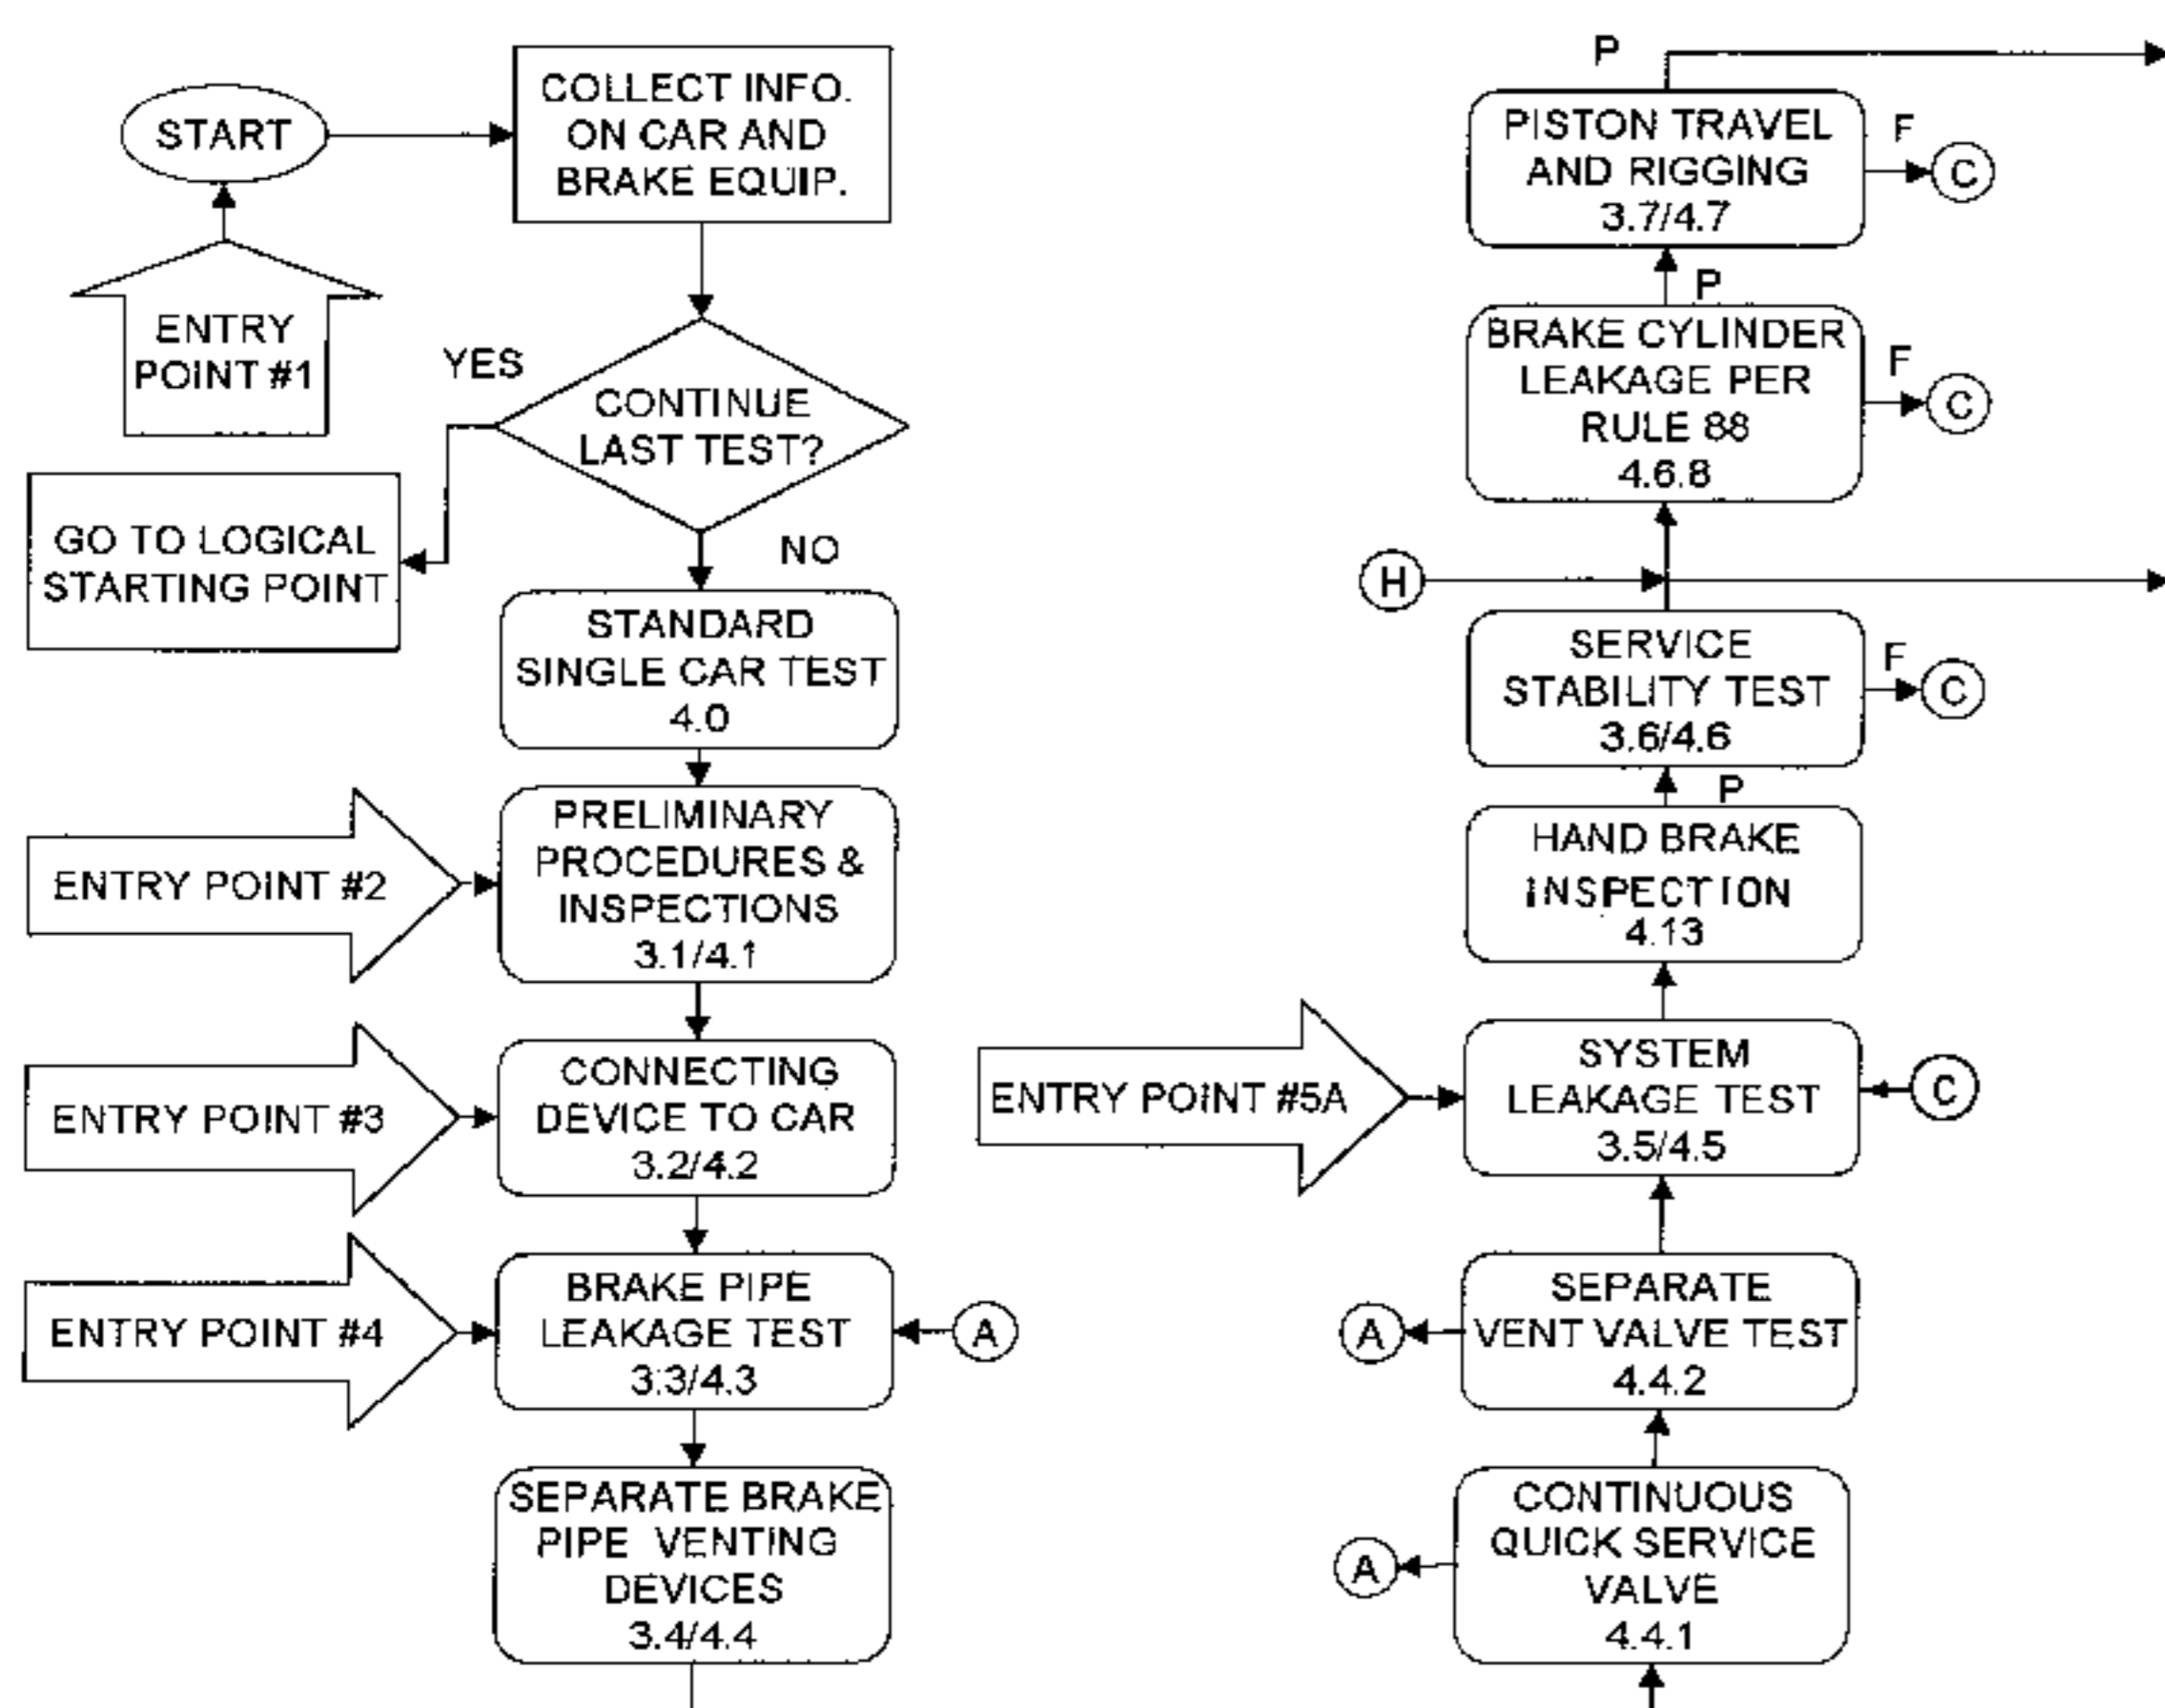 START
COLLECT INFO.
ON CAR AND
BRAKE EQUIP.
ENTRY
POINT #1
YES
CONTINUE
LAST TEST?
GO TO LOGICAL
STARTING POINT
NO
STANDARD
SINGLE CAR TEST
4.0
ENTRY POINT #2
PRELIMINARY
PROCEDURES &
INSPECTIONS
3.1/4.1
ENTRY POINT #3
CONNECTING
DEVICE TO CAR
3.2/4.2
ENTRY POINT #4
BRAKE PIPE
LEAKAGE TEST
3.3/4.3
A
SEPARATE BRAKE
PIPE VENTING
DEVICES
3.4/4.4
P
PISTON TRAVEL
AND RIGGING
3.7/4.7
F
C
P
BRAKE CYLINDER
LEAKAGE PER
RULE 88
4.6.8
F
C
H
SERVICE
STABILITY TEST
3.6/4.6
F
C
P
HAND BRAKE
INSPECTION
4.13
ENTRY POINT #5A
SYSTEM
LEAKAGE TEST
3.5/4.5
C
A
SEPARATE
VENT VALVE TEST
4.4.2
A
CONTINUOUS
QUICK SERVICE
VALVE
4.4.1